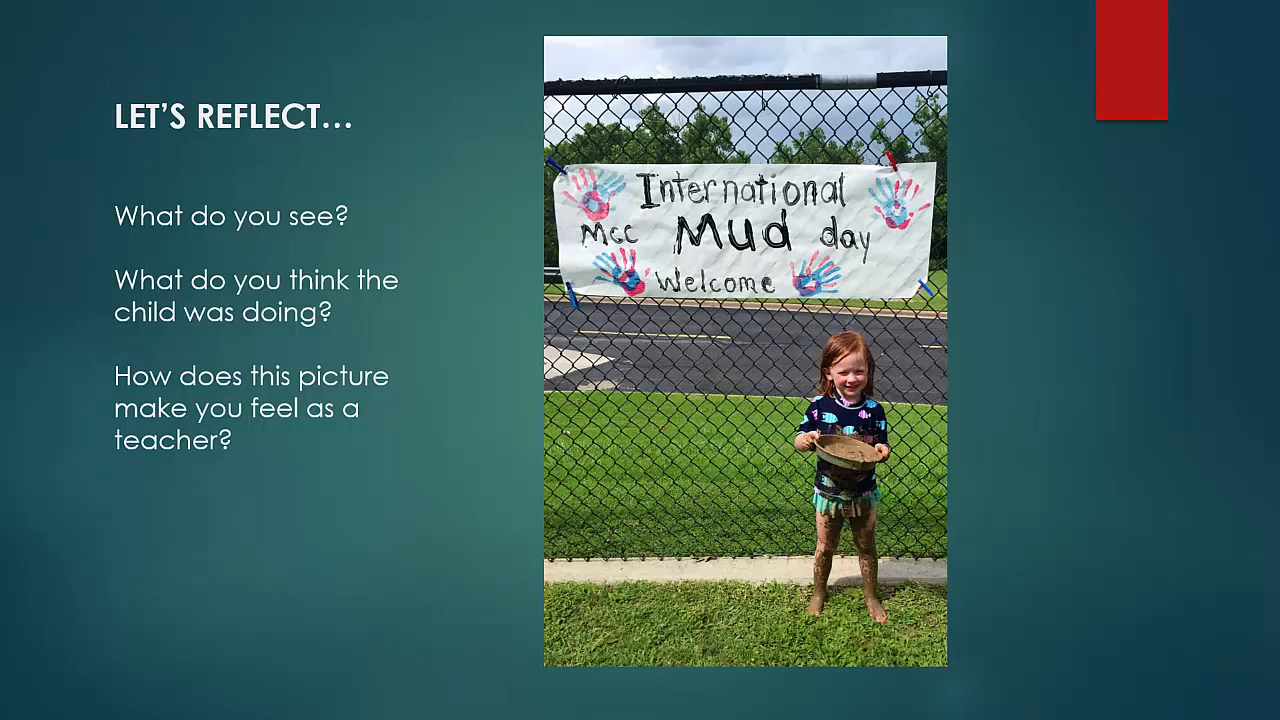 LET'S REFLECT...
What do you see?
What do you think the
child was doing?
How does this picture
make you feel as a
teacher?
International
Mcc Mud day
Welcome